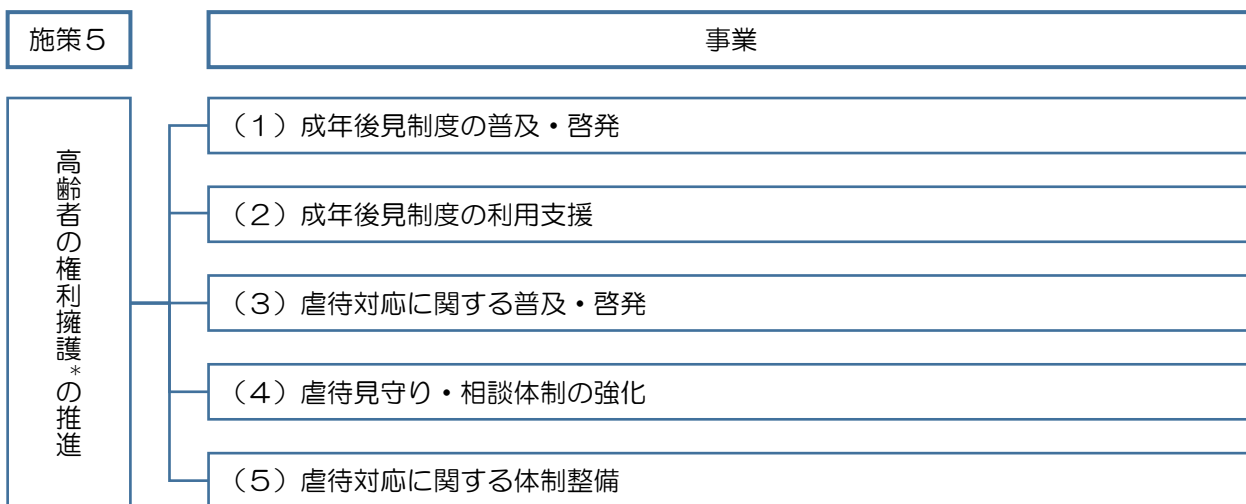 施策５
事業
高齢者の権利擁護*の推進
（１）成年後見制度の普及・啓発
（２）成年後見制度の利用支援
（３）虐待対応に関する普及・啓発
（４）虐待見守り・相談体制の強化
（５）虐待対応に関する体制整備